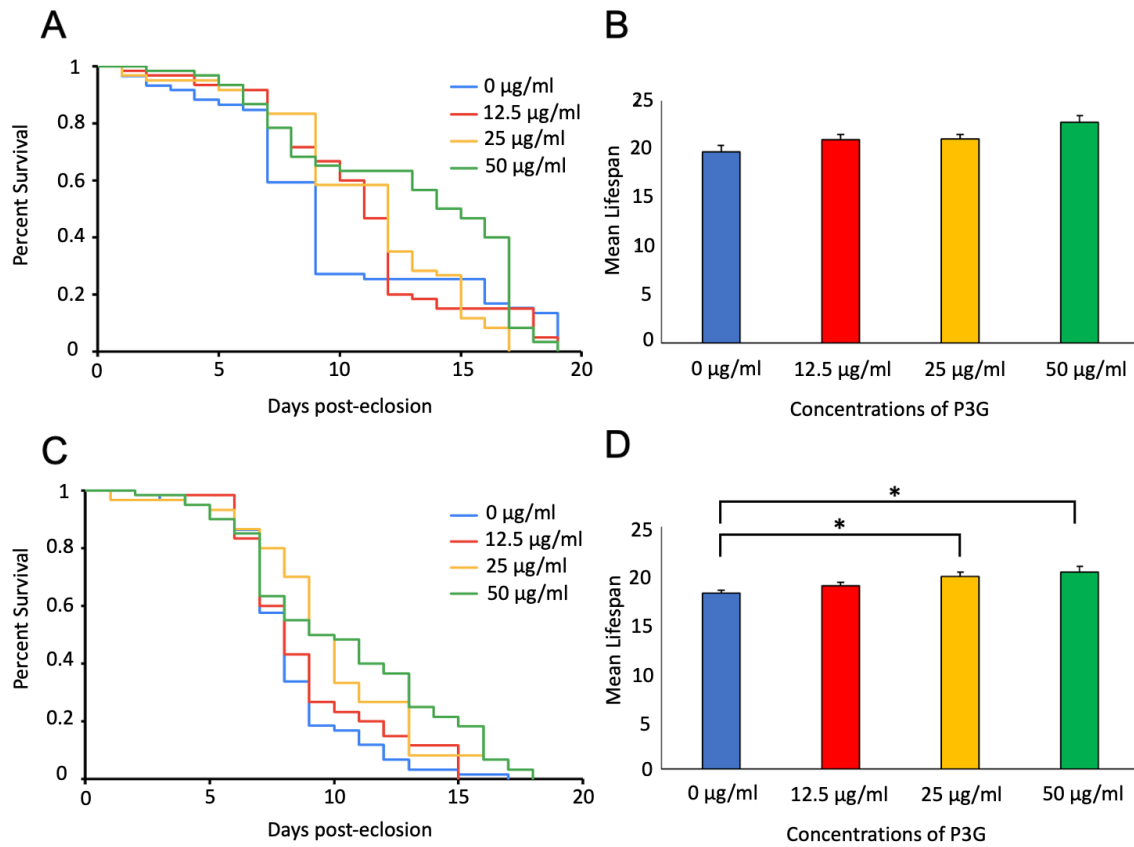 A
Percent Survival
1
0.8
0.6
0.4
0.2
0
0 5 10 15 20
Days post-eclosion
0 µg/ml
12.5 µg/ml
25 µg/ml
50 µg/ml
B
Mean Lifespan
25
20
15
10
5
0
0 µg/ml 12.5 µg/ml 25 µg/ml 50 µg/ml
Concentrations of P3G
C
Percent Survival
1
0.8
0.6
0.4
0.2
0
0 5 10 15 20
Days post-eclosion
0 µg/ml
12.5 µg/ml
25 µg/ml
50 µg/ml
D
*
*
Mean Lifespan
25
20
15
10
5
0
0 µg/ml 12.5 µg/ml 25 µg/ml 50 µg/ml
Concentrations of P3G